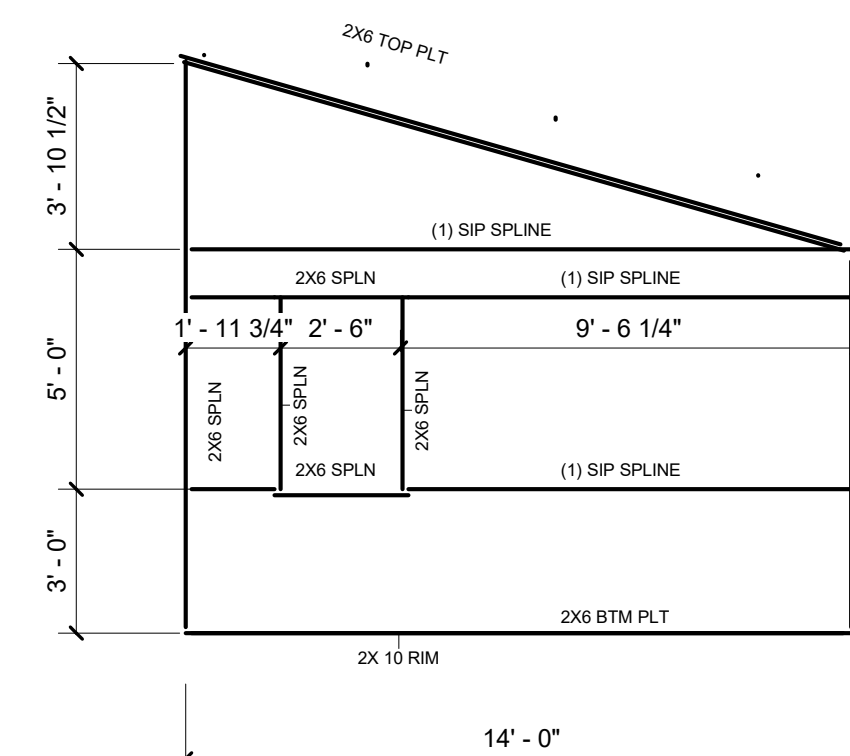 2X6 TOP PLT
3' - 10 1/2"
(1) SIP SPLINE
2X6 SPLN
(1) SIP SPLINE
1' - 11 3/4"
2' - 6"
9' - 6 1/4"
5' - 0"
2X6 SPLN
2X6 SPLN
2X6 SPLN
2X6 SPLN
(1) SIP SPLINE
3' - 0"
2X6 BTM PLT
2X 10 RIM
14' - 0"